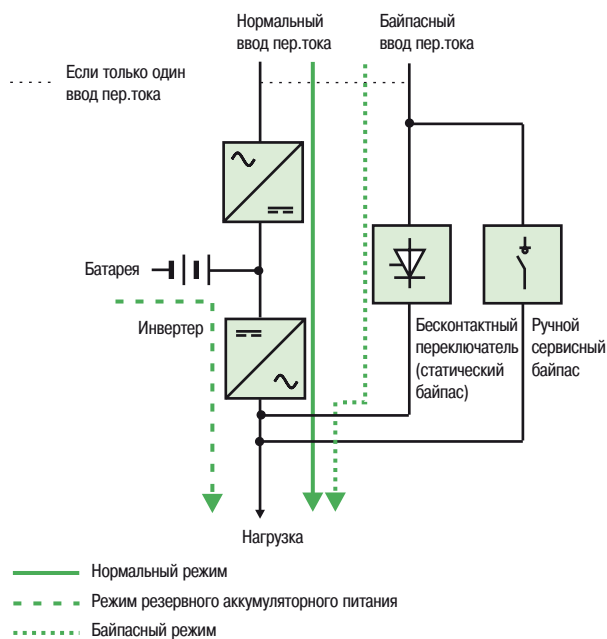 Нормальный
ввод пер.тока
Байпасный
ввод пер.тока
Если только один
ввод пер.тока
Батарея
Инвертер
Бесконтактный
переключатель
(статический
байпас)
Ручной
сервисный
байпас
Нагрузка
Нормальный режим
Режим резервного аккумуляторного питания
Байпасный режим